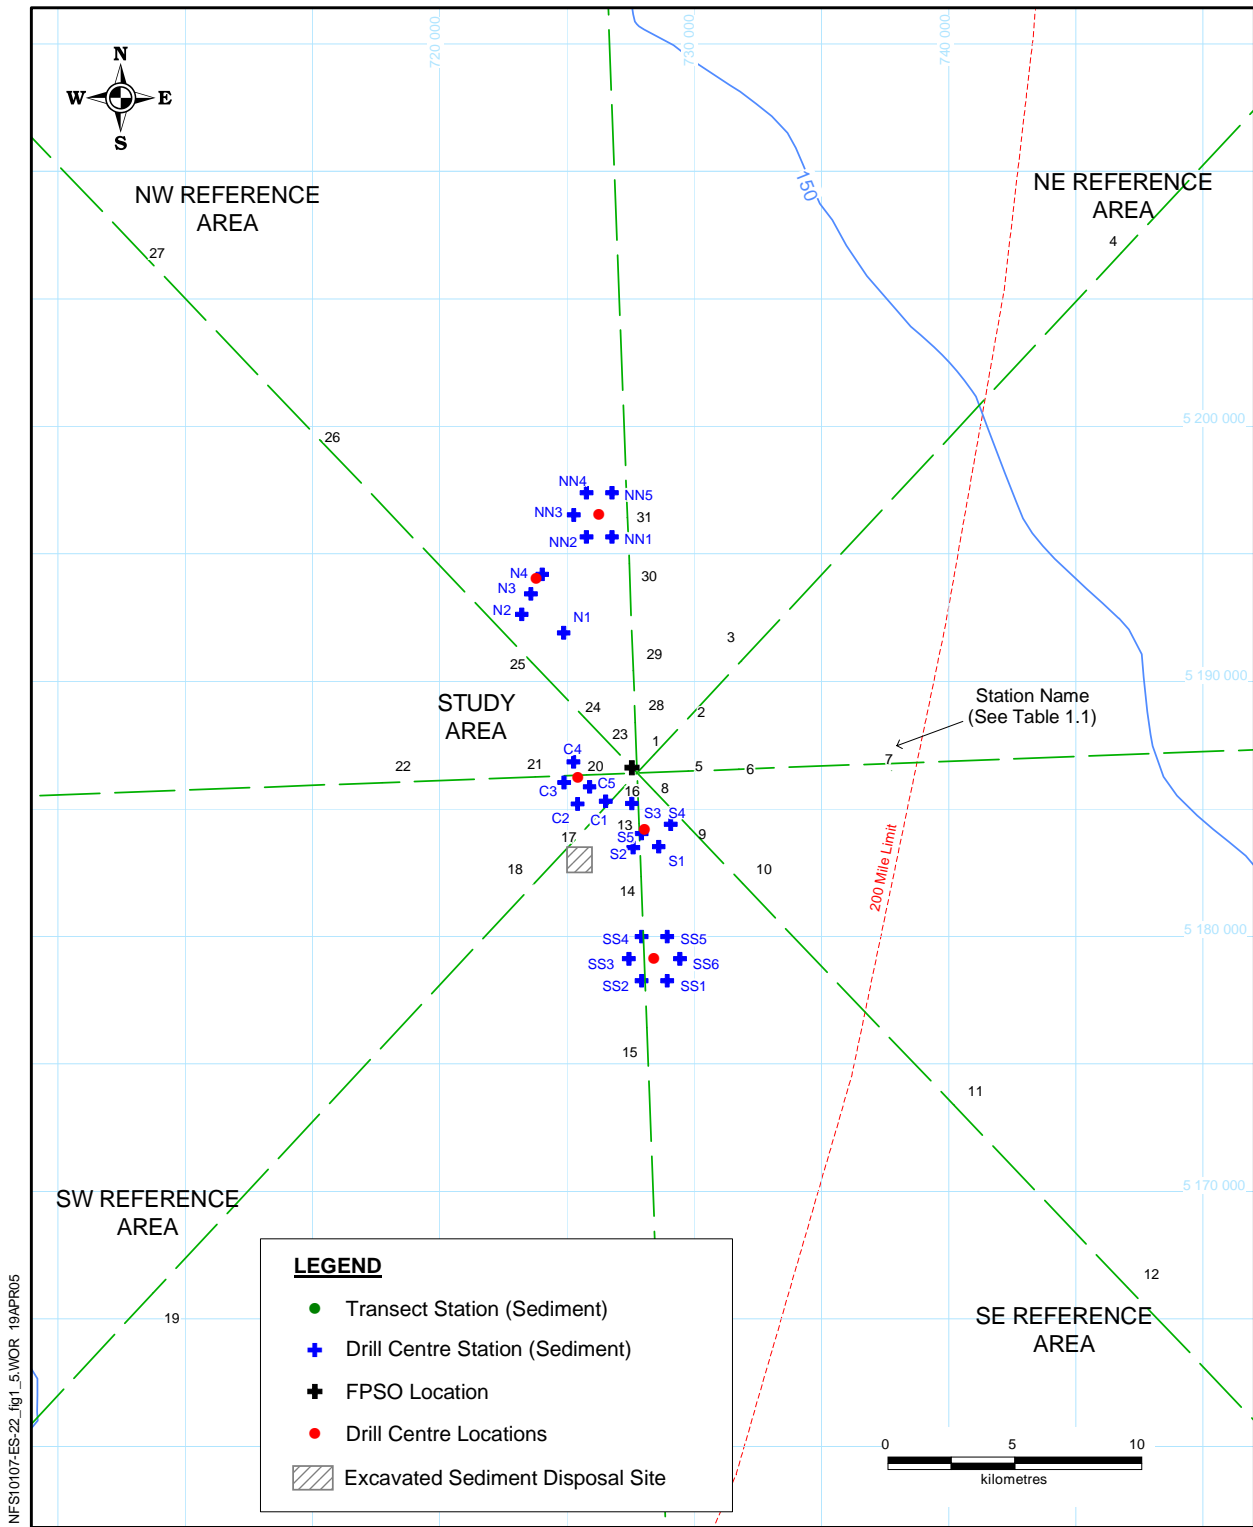 720 000
730 000
740 000
N
W
E
S
150
NW REFERENCE
AREA
NE REFERENCE
AREA
4
27
26
5 200 000
NN4
NN5
NN3
31
NN2
NN1
N4
30
N3
N2
N1
3
25
29
5 190 000
STUDY
AREA
24
28
2
Station Name
(See Table 1.1)
23
1
C4
22
21
20
5
6
7
C3
C5
16
8
C2
C1
S3
S4
13
17
S5
9
S2
S1
18
10
14
200 Mile Limit
SS4
SS5
5 180 000
SS3
SS6
SS2
SS1
15
11
5 170 000
SW REFERENCE
AREA
12
19
SE REFERENCE
AREA
LEGEND
Transect Station (Sediment)
Drill Centre Station (Sediment)
FPSO Location
Drill Centre Locations
Excavated Sediment Disposal Site
0
5
10
kilometres
NFS10107-ES-22_fig1_5.WOR 19APR05